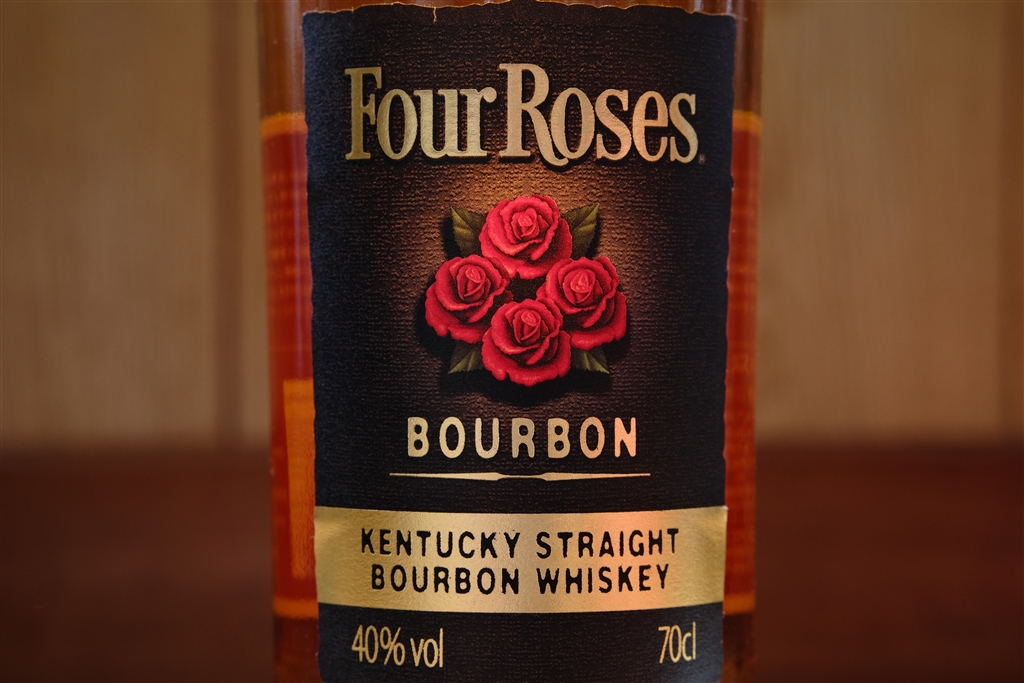 Four Roses
BOURBON
KENTUCKY STRAIGHT
BOURBON WHISKEY
40% vol 70cl